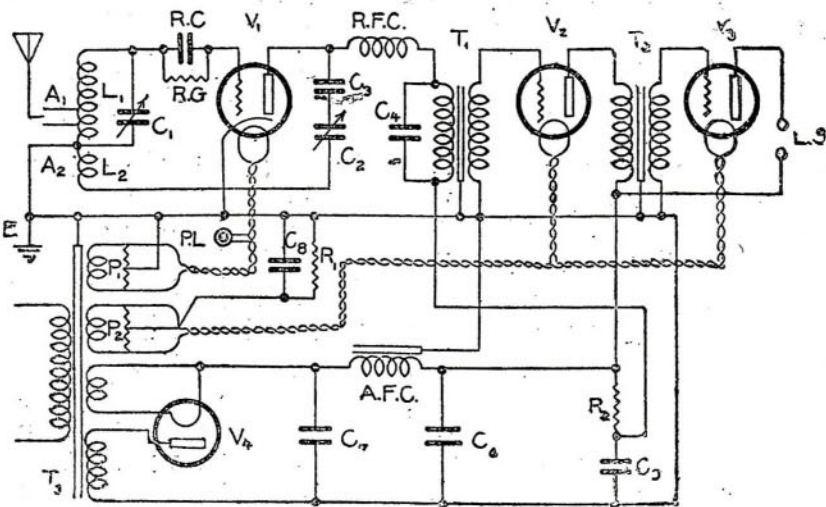 R.C
V₁
R.F.C.
T₁
V₂
T₂
V₃
A₁
L₁
C₁
R.G
C₃
C₂
C₄
L.S
A₂
L₂
E
P₁
P.L
C₈
R₁
P₂
A.F.C.
R₂
V₄
C₇
C₆
T₃